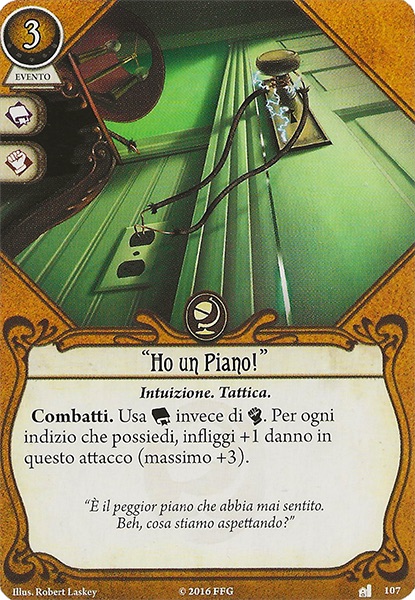 3
EVENTO
“Ho un Piano!”
Intuizione. Tattica.
Combatti. Usa invece di . Per ogni
indizio che possiedi, infliggi +1 danno in
questo attacco (massimo +3).
“È il peggior piano che abbia mai sentito.
Beh, cosa stiamo aspettando?”
Illus. Robert Laskey © 2016 FFG 107